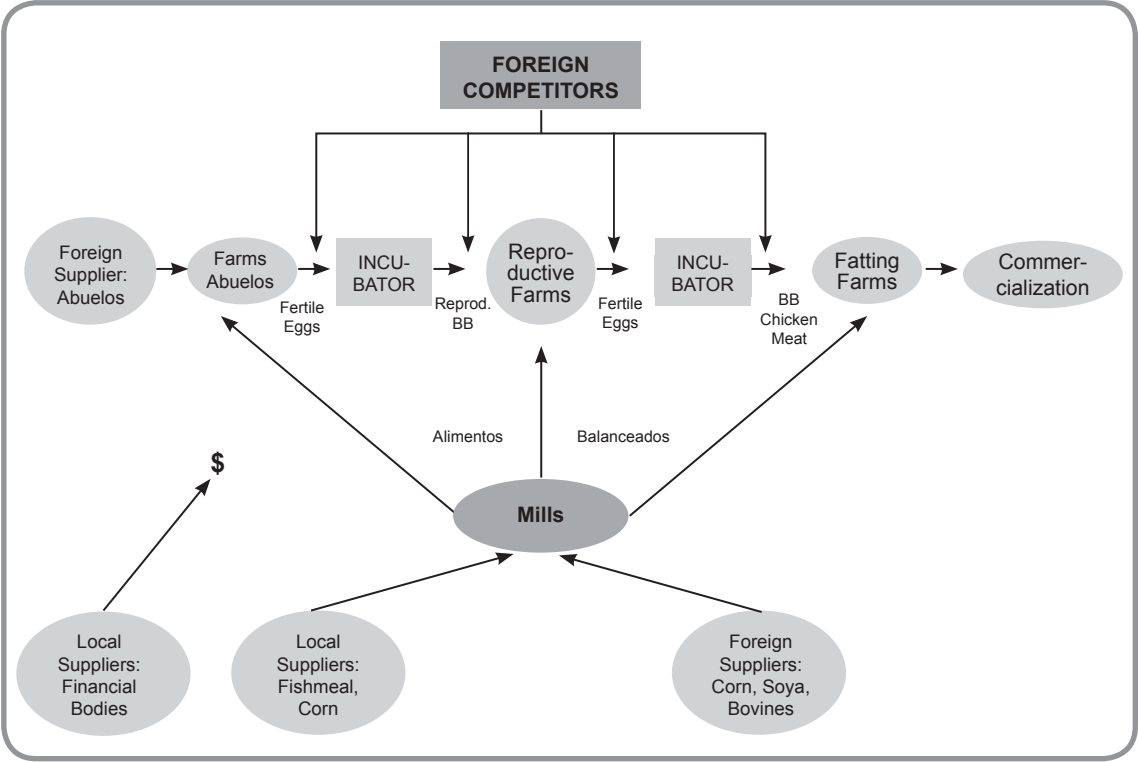 FOREIGN
COMPETITORS
Foreign
Supplier:
Abuelos
Farms
Abuelos
Fertile
Eggs
INCU-
BATOR
Reprod.
BB
Repro-
ductive
Farms
Fertile
Eggs
INCU-
BATOR
BB
Chicken
Meat
Fatting
Farms
Commer-
cialization
Alimentos
Balanceados
$
Mills
Local
Suppliers:
Financial
Bodies
Local
Suppliers:
Fishmeal,
Corn
Foreign
Suppliers:
Corn, Soya,
Bovines